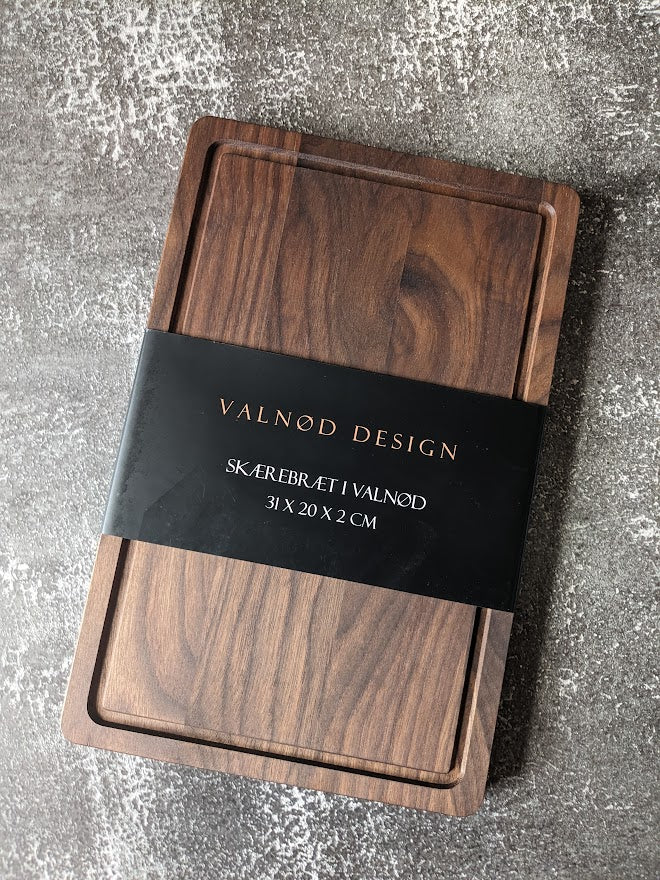 VALNØD DESIGN
SKÆREBRÆT I VALNØD
31 X 20 X 2 CM